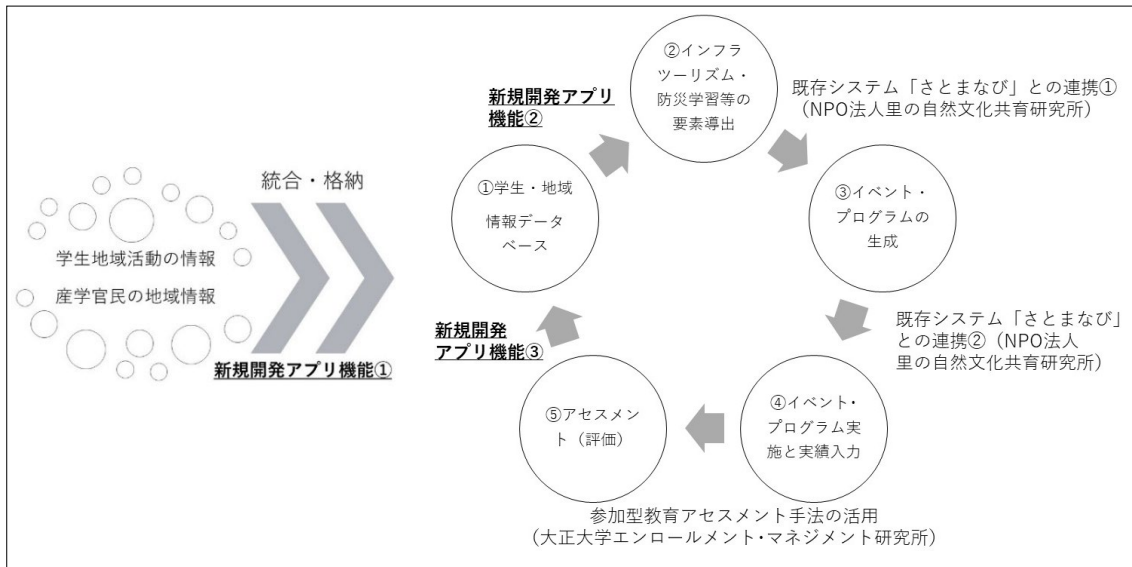 統合・格納
学生地域活動の情報
産学官民の地域情報
新規開発アプリ機能①
①学生・地域
情報データ
ベース
新規開発アプリ
機能②
②インフラ
ツーリズム・
防災学習等の
要素導出
既存システム「さとまなび」との連携①
(NPO法人里の自然文化共育研究所)
③イベント・
プログラムの
生成
既存システム「さとまなび」
との連携②(NPO法人
里の自然文化共育研究所)
④イベント・
プログラム実
施と実績入力
⑤アセスメン
ト(評価)
新規開発
アプリ機能③
参加型教育アセスメント手法の活用
(大正大学エンロールメント・マネジメント研究所)